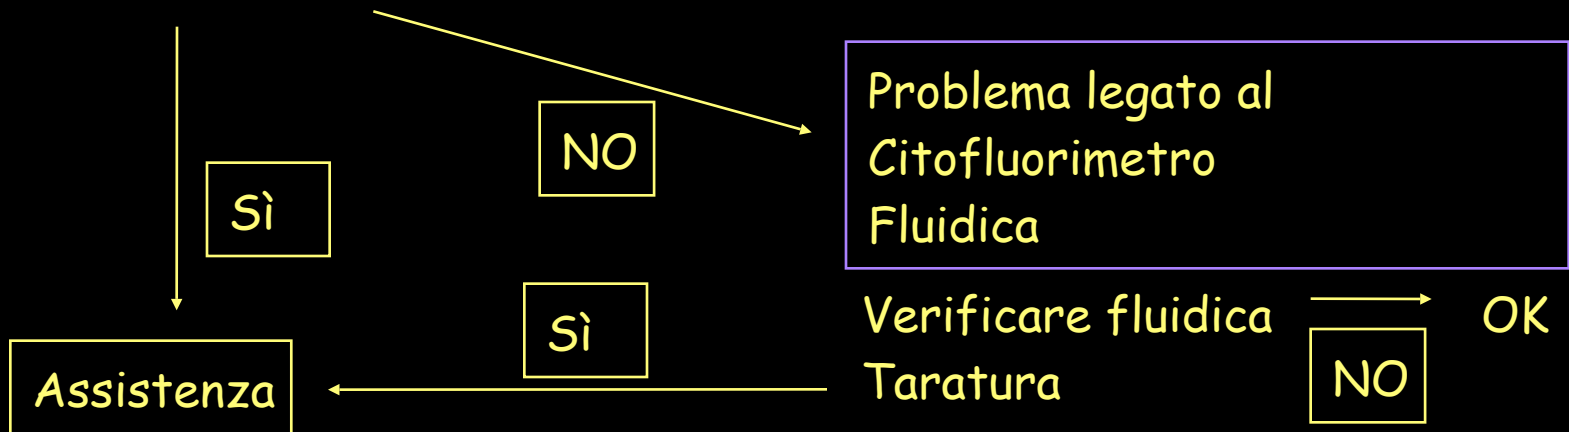 Problema legato al
Citofluorimetro
Fluidica
NO
Sì
Verificare fluidica
OK
Taratura
NO
Sì
Assistenza